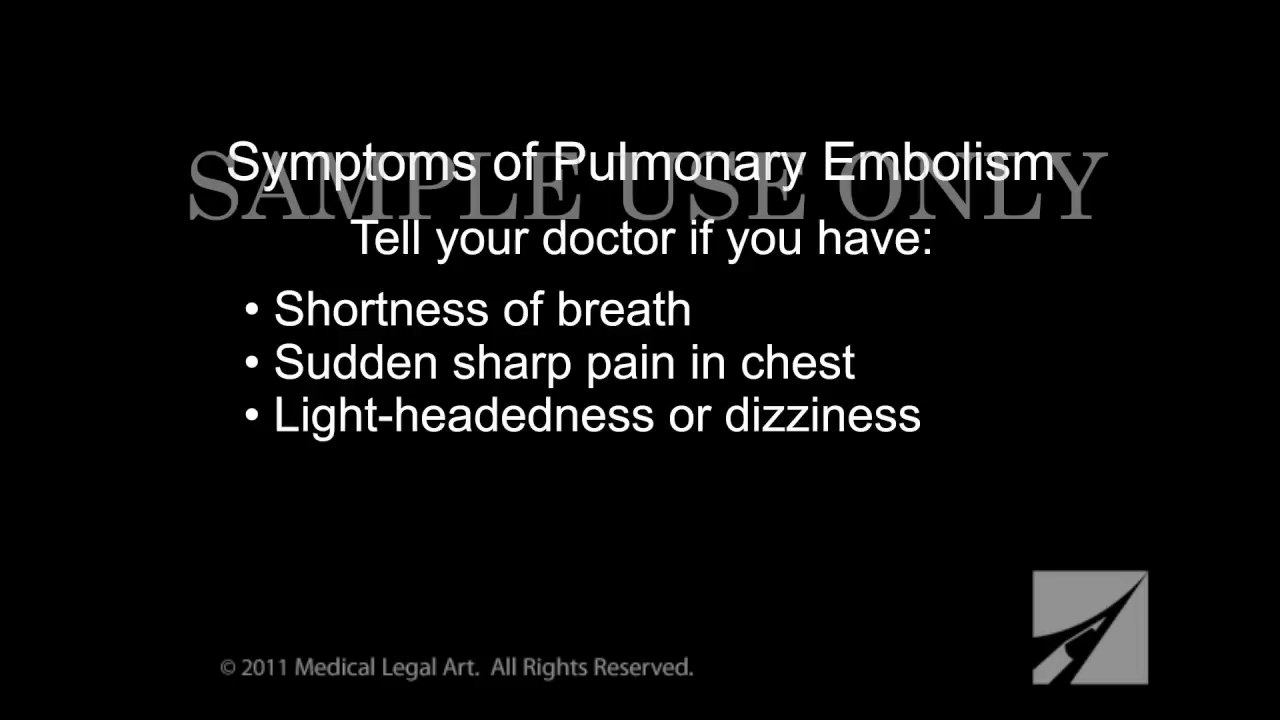 Symptoms of Pulmonary Embolism
SAMPLE USE ONLY
Tell your doctor if you have:
• Shortness of breath
• Sudden sharp pain in chest
• Light-headedness or dizziness
© 2011 Medical Legal Art. All Rights Reserved.